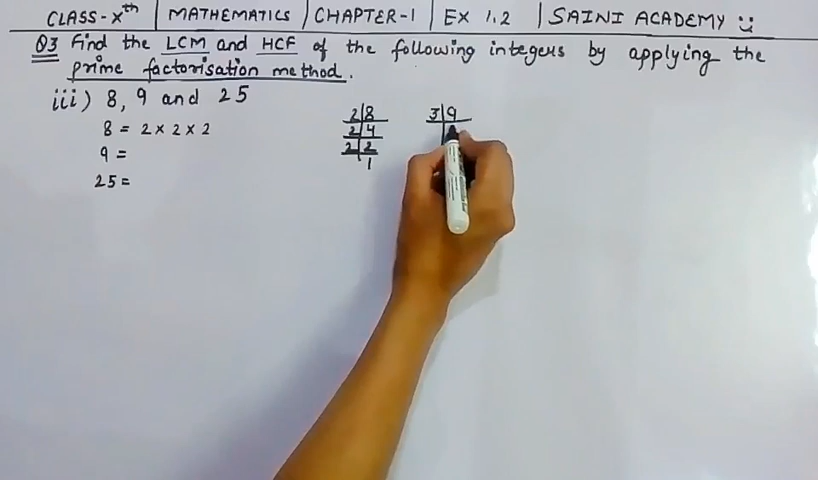 CLASS-Xth | MATHEMATICS | CHAPTER-1 | EX 1.2 | SAINI ACADEMY
Q3 Find the LCM and HCF of the following integers by applying the
prime factorisation method.
iii) 8, 9 and 25
8 = 2 × 2 × 2
9 =
25 =
2|8
2|4
2|2
1
3|9